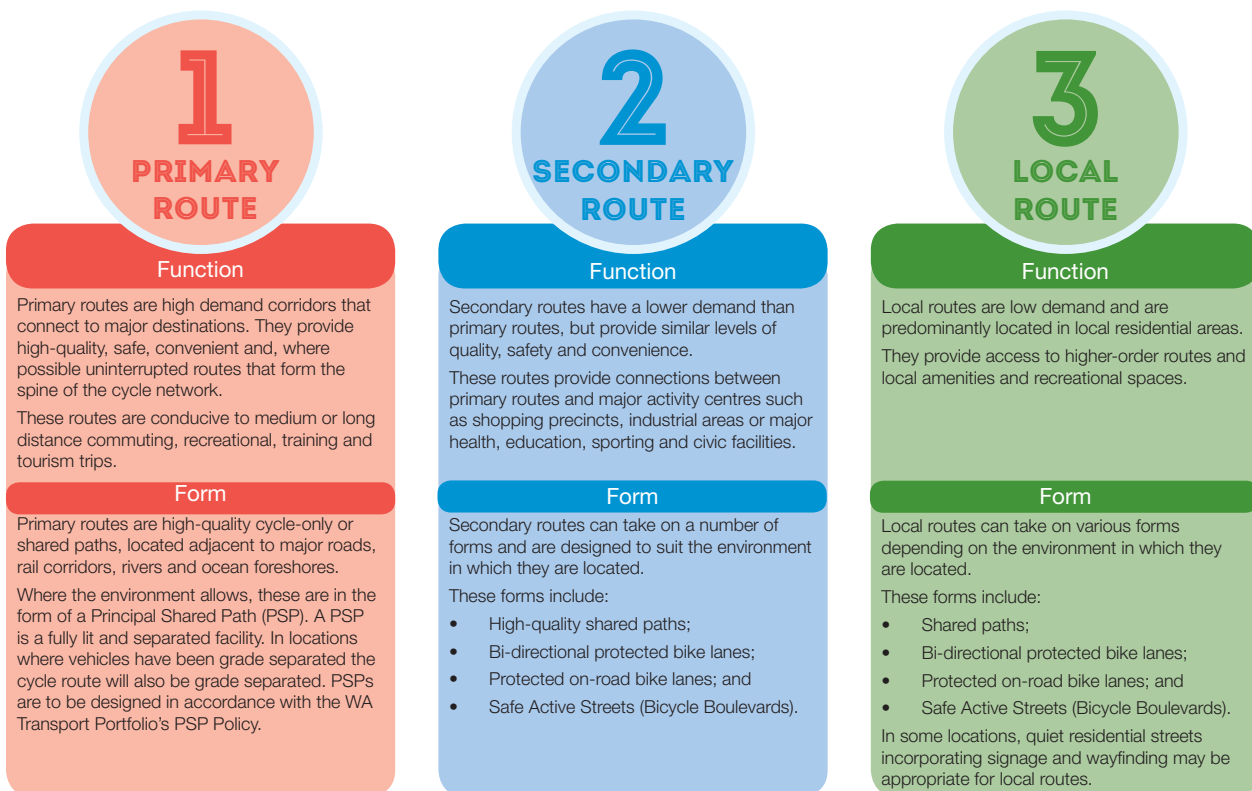 1
PRIMARY
ROUTE
Function
Primary routes are high demand corridors that
connect to major destinations. They provide
high-quality, safe, convenient and, where
possible uninterrupted routes that form the
spine of the cycle network.
These routes are conducive to medium or long
distance commuting, recreational, training and
tourism trips.
Form
Primary routes are high-quality cycle-only or
shared paths, located adjacent to major roads,
rail corridors, rivers and ocean foreshores.
Where the environment allows, these are in the
form of a Principal Shared Path (PSP). A PSP
is a fully lit and separated facility. In locations
where vehicles have been grade separated the
cycle route will also be grade separated. PSPs
are to be designed in accordance with the WA
Transport Portfolio's PSP Policy.
2
SECONDARY
ROUTE
Function
Secondary routes have a lower demand than
primary routes, but provide similar levels of
quality, safety and convenience.
These routes provide connections between
primary routes and major activity centres such
as shopping precincts, industrial areas or major
health, education, sporting and civic facilities.
Form
Secondary routes can take on a number of
forms and are designed to suit the environment
in which they are located.
These forms include:
• High-quality shared paths;
• Bi-directional protected bike lanes;
• Protected on-road bike lanes; and
• Safe Active Streets (Bicycle Boulevards).
3
LOCAL
ROUTE
Function
Local routes are low demand and are
predominantly located in local residential areas.
They provide access to higher-order routes and
local amenities and recreational spaces.
Form
Local routes can take on various forms
depending on the environment in which they
are located.
These forms include:
• Shared paths;
• Bi-directional protected bike lanes;
• Protected on-road bike lanes; and
• Safe Active Streets (Bicycle Boulevards).
In some locations, quiet residential streets
incorporating signage and wayfinding may be
appropriate for local routes.